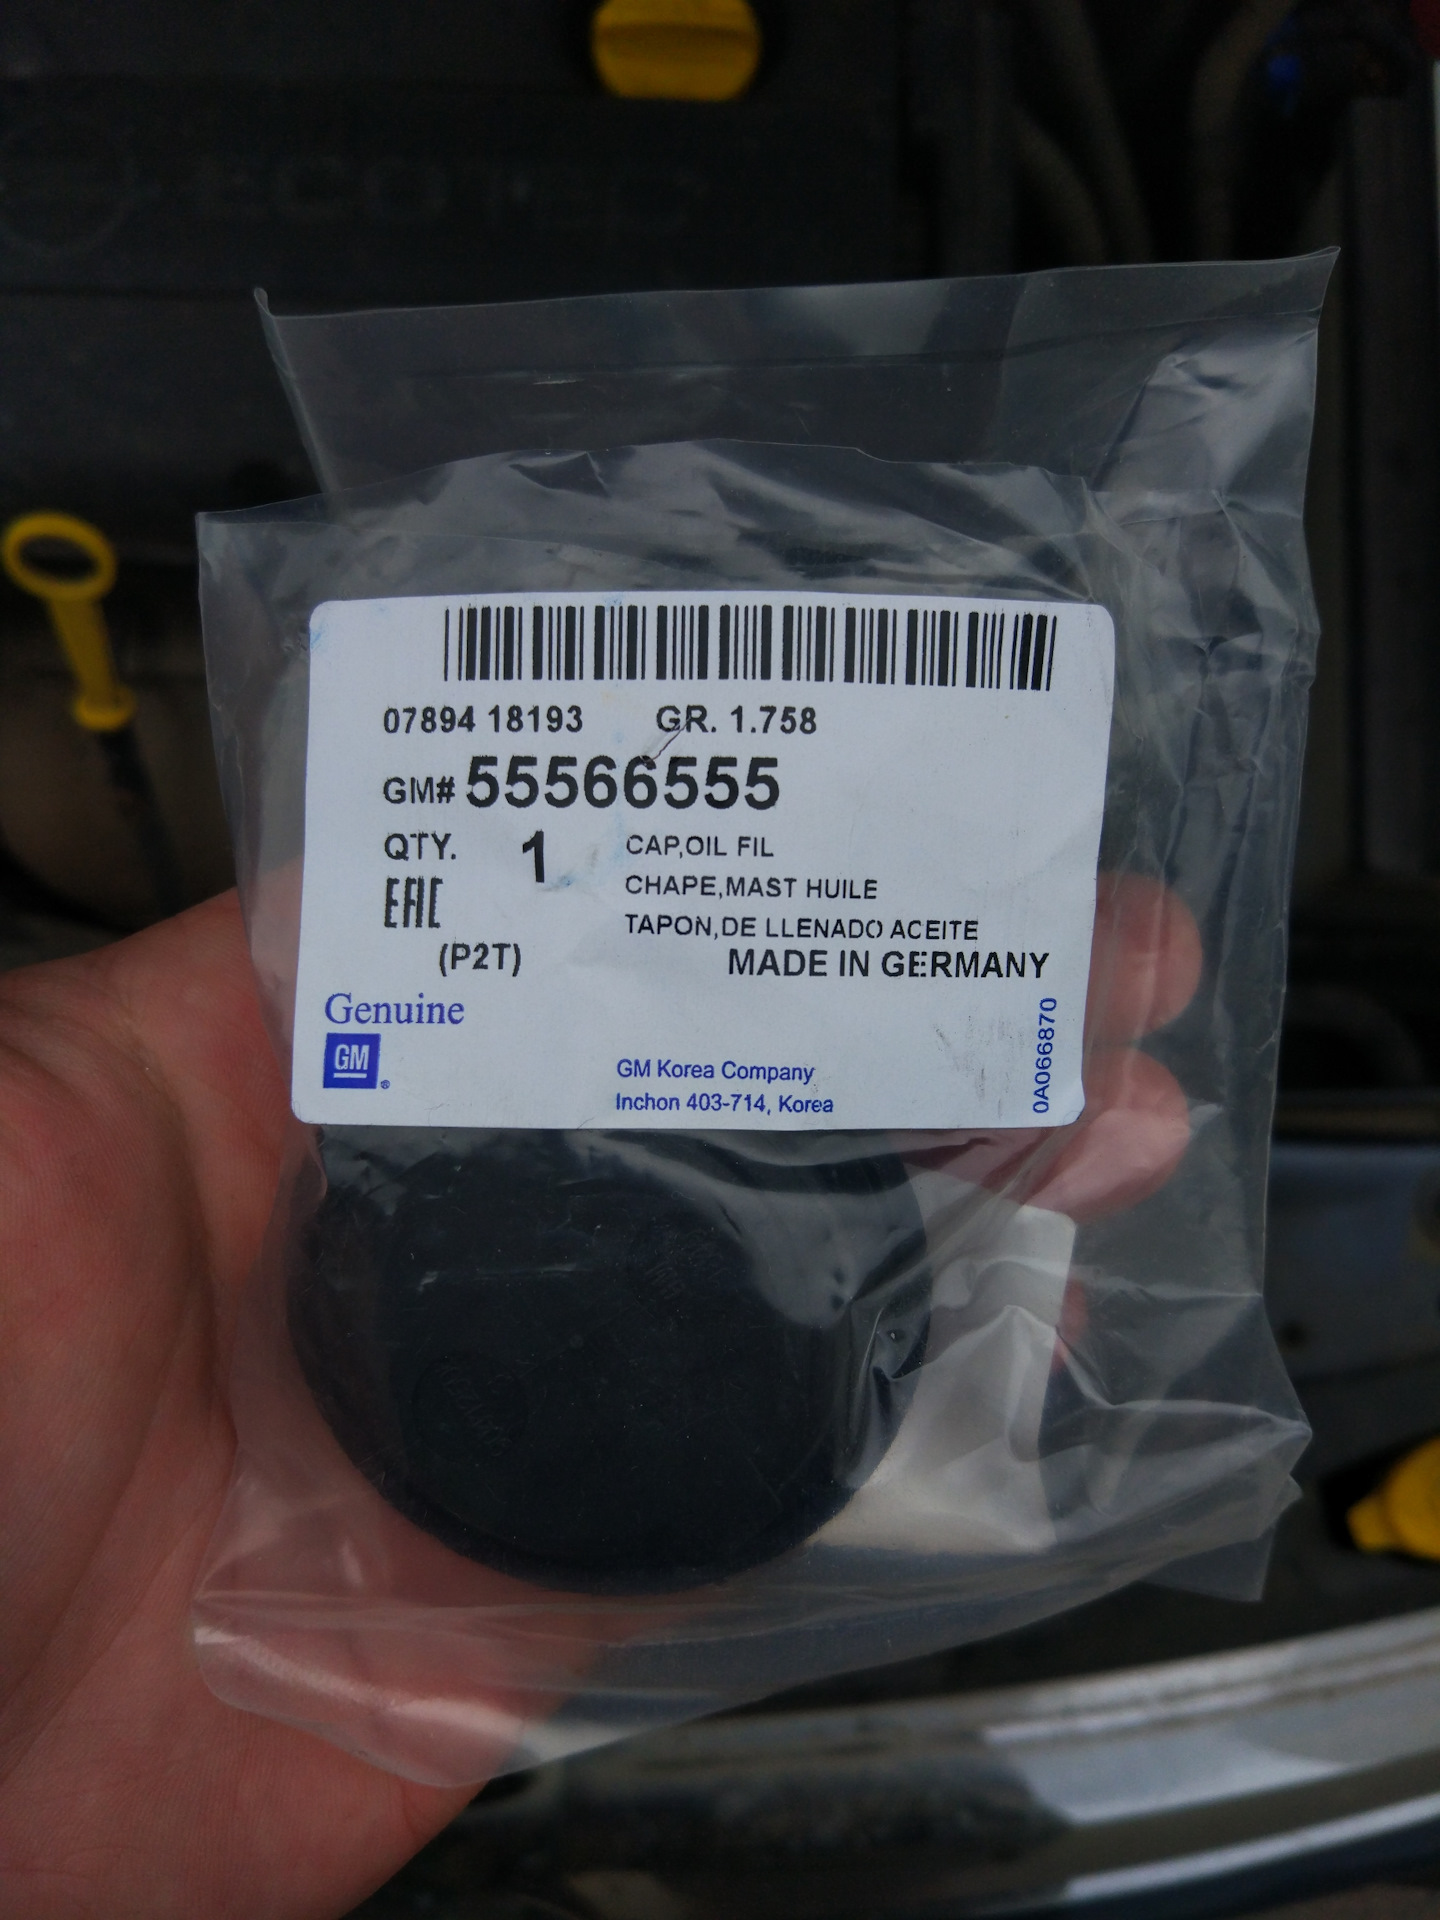 ECOTEC
07894 18193 GR. 1.758
GM# 55566555
QTY. 1 CAP,OIL FIL
EAC CHAPE,MAST HUILE
TAPON,DE LLENADO ACEITE
(P2T) MADE IN GERMANY
Genuine
GM ®
GM Korea Company
Inchon 403-714, Korea
0A066870